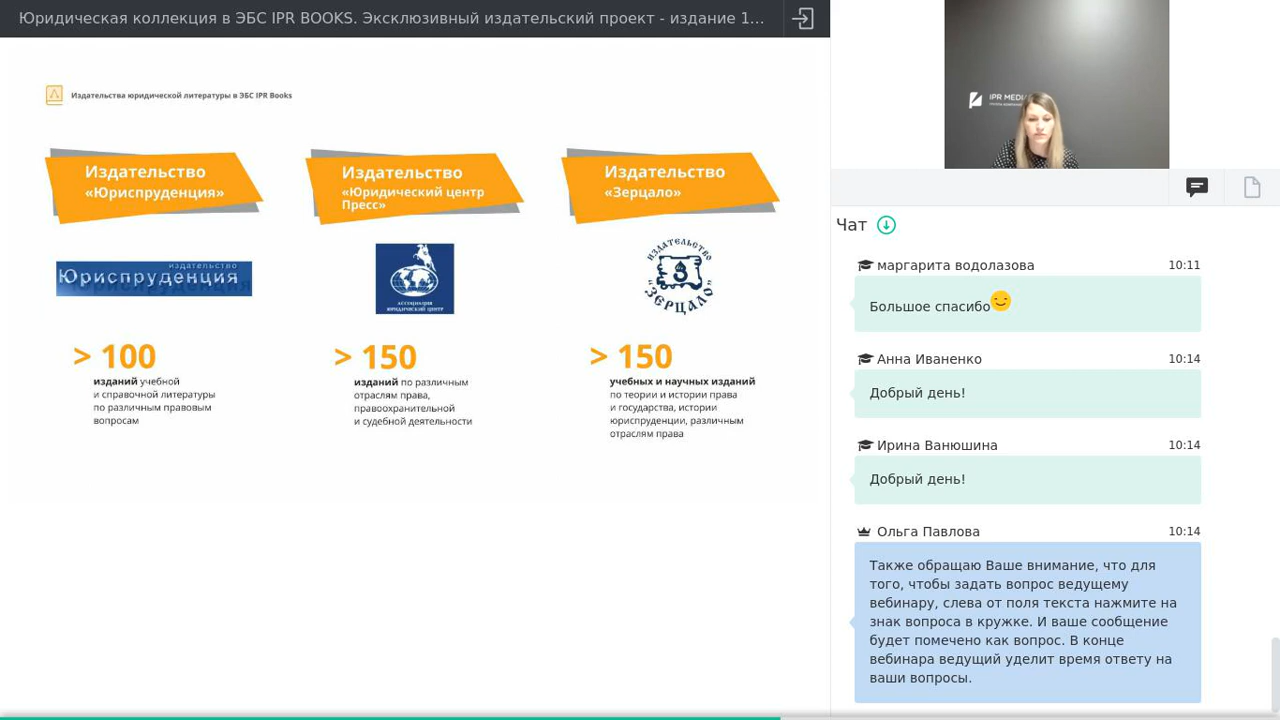 Юридическая коллекция в ЭБС IPR BOOKS. Эксклюзивный издательский проект - издание 1...
Издательства юридической литературы в ЭБС IPR Books
Издательство
«Юриспруденция»
издательство
Юриспруденция
> 100
изданий учебной
и справочной литературы
по различным правовым
вопросам
Издательство
«Юридический центр
Пресс»
АССОЦИАЦИЯ
ЮРИДИЧЕСКИЙ ЦЕНТР
> 150
изданий по различным
отраслям права,
правоохранительной
и судебной деятельности
Издательство
«Зерцало»
ИЗДАТЕЛЬСТВО
"ЗЕРЦАЛО"
> 150
учебных и научных изданий
по теории и истории права
и государства, истории
юриспруденции, различным
отраслям права
IPR MEDIA
Чат
маргарита водолазова 10:11
Большое спасибо
Анна Иваненко 10:14
Добрый день!
Ирина Ванюшина 10:14
Добрый день!
Ольга Павлова 10:14
Также обращаю Ваше внимание, что для
того, чтобы задать вопрос ведущему
вебинару, слева от поля текста нажмите на
знак вопроса в кружке. И ваше сообщение
будет помечено как вопрос. В конце
вебинара ведущий уделит время ответу на
ваши вопросы.